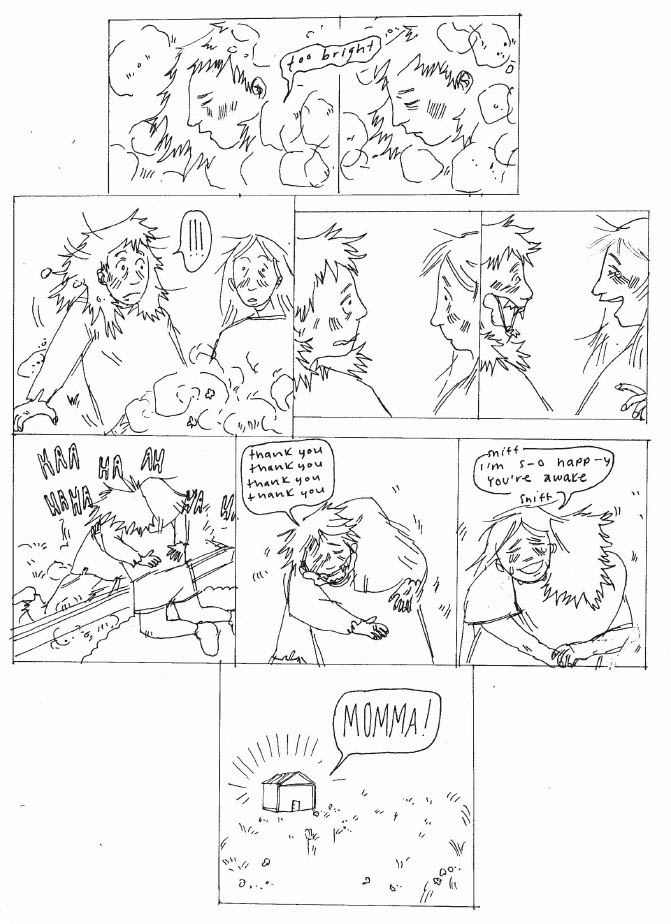 too bright
!!!
HAA HA AH
HAHA HA H
thank you
thank you
thank you
thank you
sniff
I'm s-o happ-y
you're awake
sniff
MOMMA!